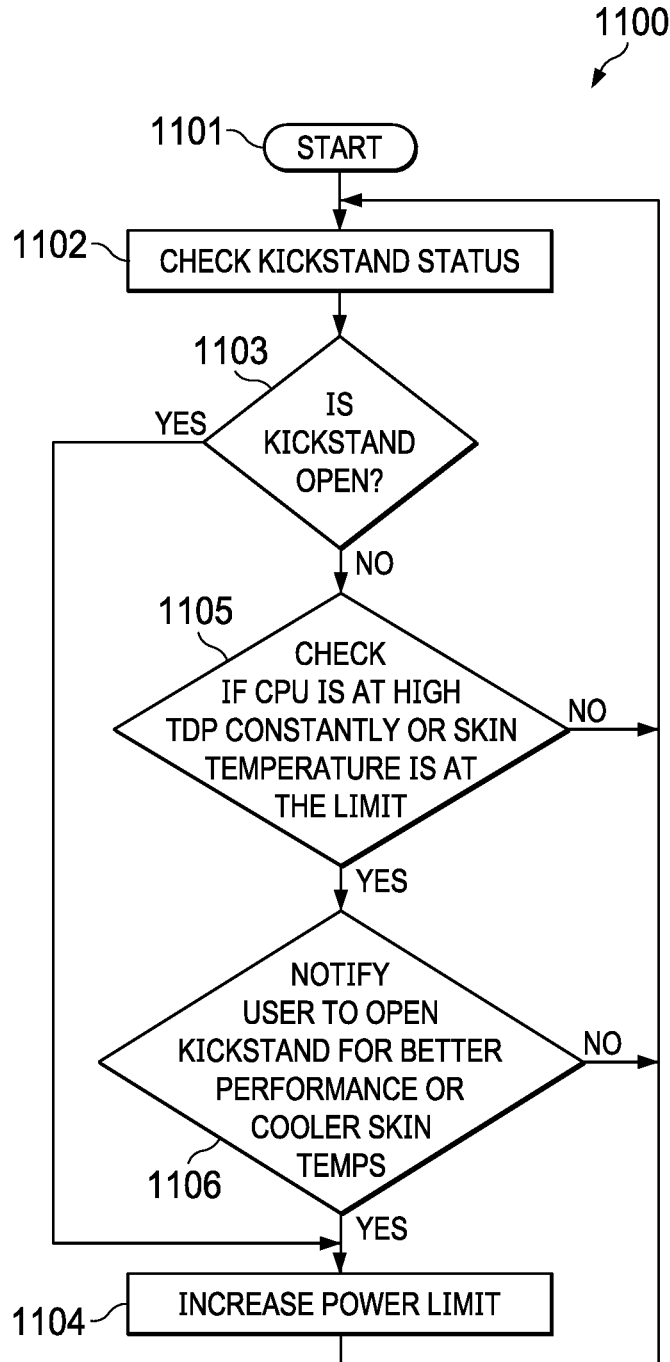 1100
1101
START
1102
CHECK KICKSTAND STATUS
1103
YES
IS
KICKSTAND
OPEN?
NO
1105
CHECK
IF CPU IS AT HIGH
TDP CONSTANTLY OR SKIN
TEMPERATURE IS AT
THE LIMIT
NO
YES
NOTIFY
USER TO OPEN
KICKSTAND FOR BETTER
PERFORMANCE OR
COOLER SKIN
TEMPS
NO
1106
YES
INCREASE POWER LIMIT
1104